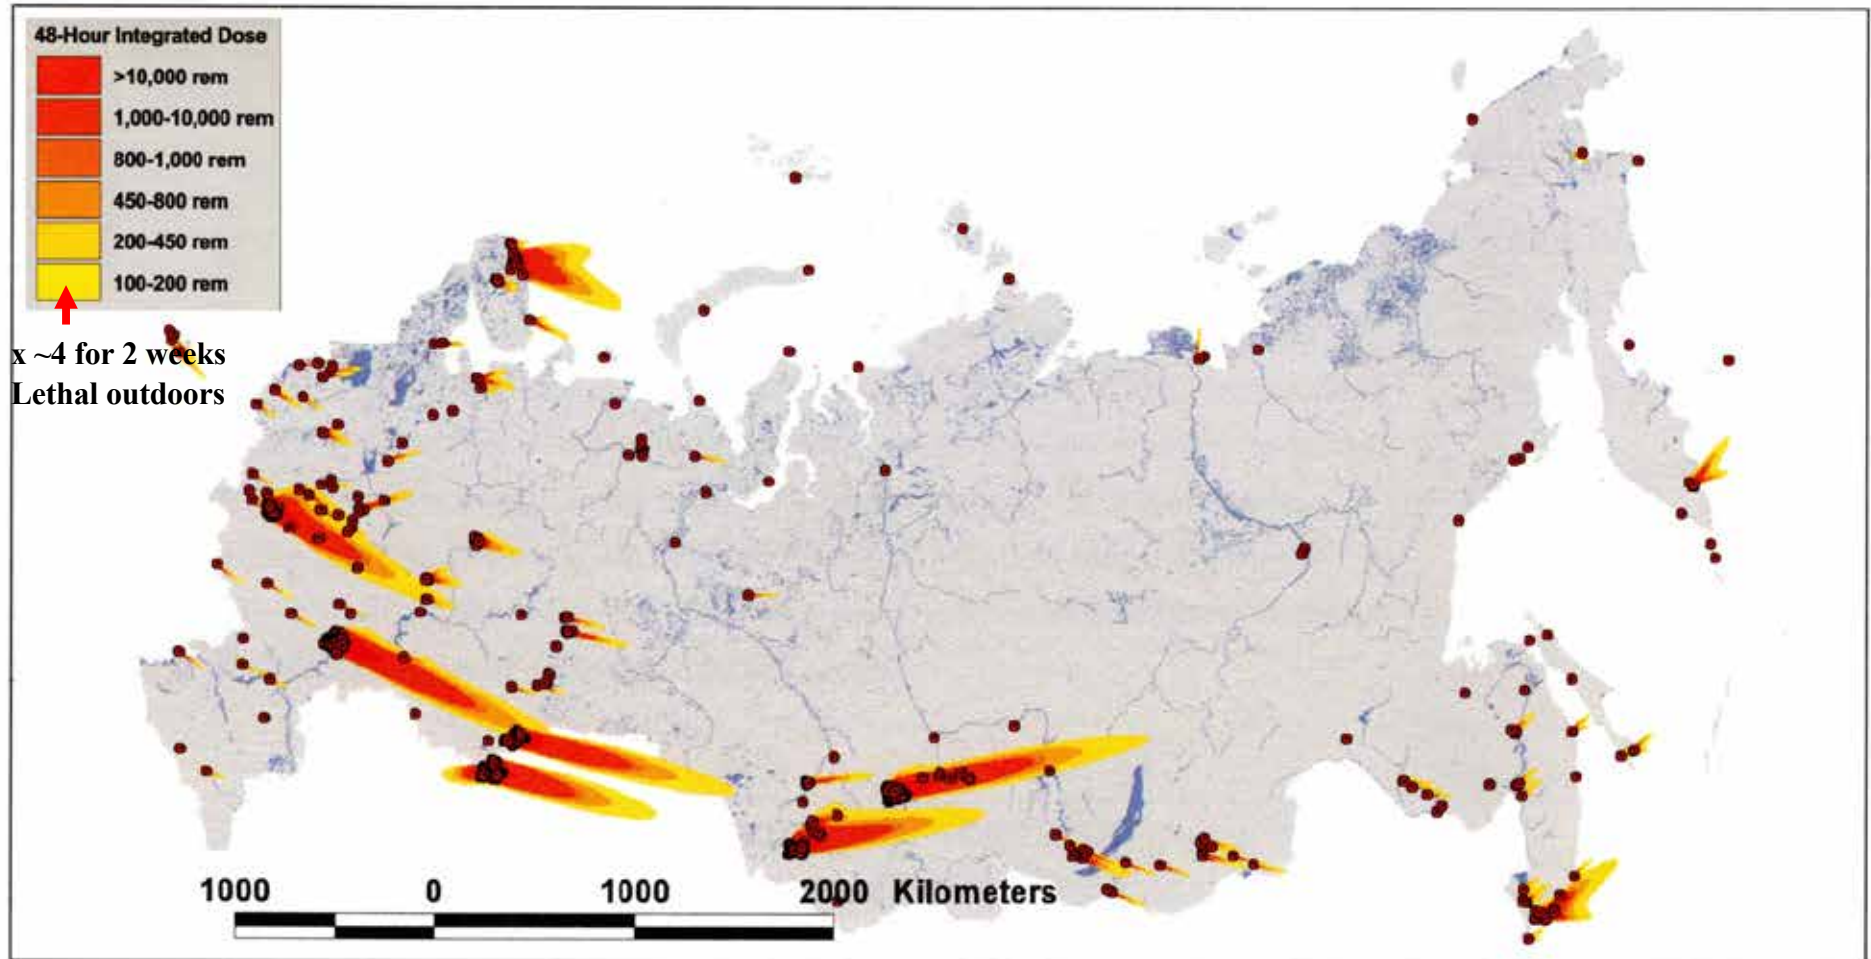 48-Hour Integrated Dose
>10,000 rem
1,000-10,000 rem
800-1,000 rem
450-800 rem
200-450 rem
100-200 rem
x ~4 for 2 weeks
Lethal outdoors
1000 0 1000 2000 Kilometers